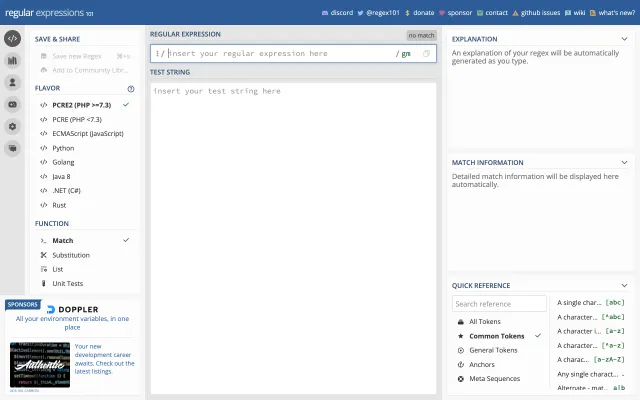 regular expressions 101
discord
@regex101
donate
sponsor
contact
github issues
wiki
what's new?
SAVE & SHARE
Save new Regex ⌘+s
Add to Community Libr...
FLAVOR
PCRE2 (PHP >=7.3)
PCRE (PHP <7.3)
ECMAScript (JavaScript)
Python
Golang
Java 8
.NET (C#)
Rust
FUNCTION
Match
Substitution
List
Unit Tests
SPONSORS
DOPPLER
All your environment variables, in one
place
Authentic
Your new
development career
awaits. Check out the
latest listings.
REGULAR EXPRESSION
no match
/ insert your regular expression here / gm
TEST STRING
insert your test string here
EXPLANATION
An explanation of your regex will be automatically
generated as you type.
MATCH INFORMATION
Detailed match information will be displayed here
automatically.
QUICK REFERENCE
Search reference
All Tokens
Common Tokens
General Tokens
Anchors
Meta Sequences
A single char... [abc]
A character... [^abc]
A character i... [a-z]
A character... [^a-z]
A charac... [a-zA-Z]
Any single charact... .
Alternate - mat... a|b